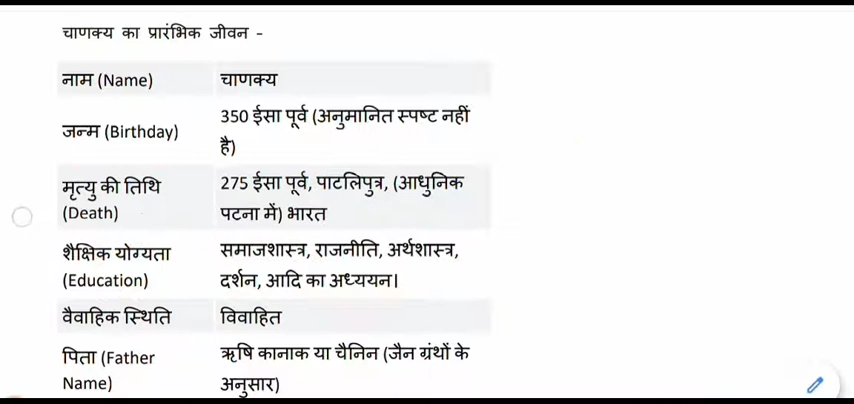 चाणक्य का प्रारंभिक जीवन -
नाम (Name) चाणक्य
जन्म (Birthday) 350 ईसा पूर्व (अनुमानित स्पष्ट नहीं
है)
मृत्यु की तिथि 275 ईसा पूर्व, पाटलिपुत्र, (आधुनिक
(Death) पटना में) भारत
शैक्षिक योग्यता समाजशास्त्र, राजनीति, अर्थशास्त्र,
(Education) दर्शन, आदि का अध्ययन।
वैवाहिक स्थिति विवाहित
पिता (Father ऋषि कानाक या चैनिन (जैन ग्रंथों के
Name) अनुसार)